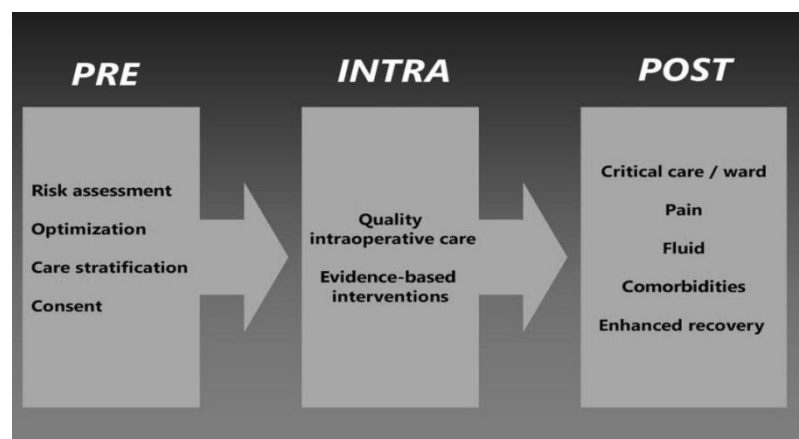 PRE
Risk assessment
Optimization
Care stratification
Consent
INTRA
Quality
intraoperative care
Evidence-based
interventions
POST
Critical care / ward
Pain
Fluid
Comorbidities
Enhanced recovery